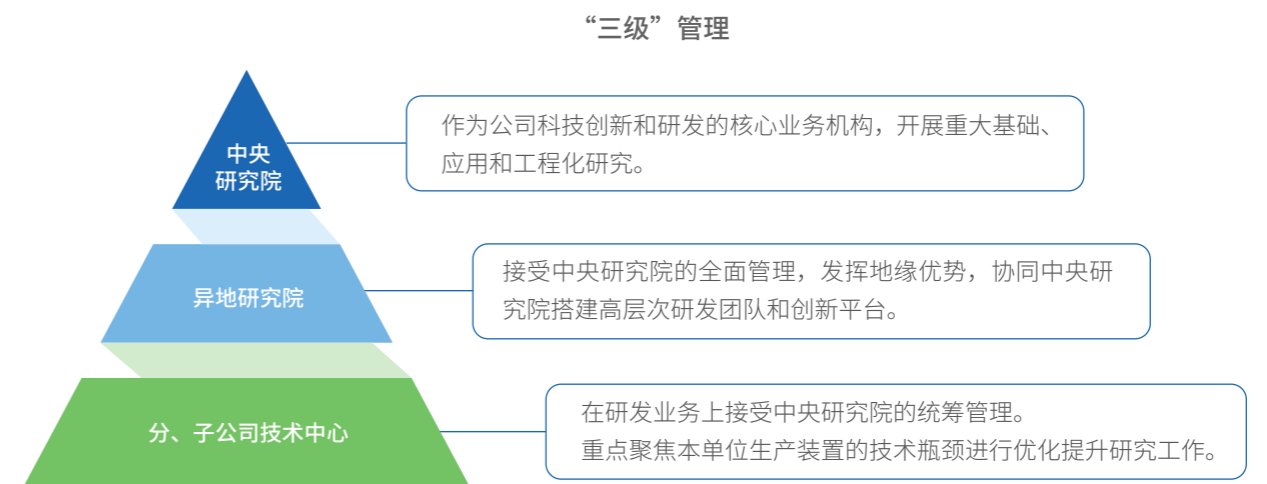 “三级”管理
中央
研究院
作为公司科技创新和研发的核心业务机构，开展重大基础、
应用和工程化研究。
异地研究院
接受中央研究院的全面管理，发挥地缘优势，协同中央研
究院搭建高层次研发团队和创新平台。
分、子公司技术中心
在研发业务上接受中央研究院的统筹管理。
重点聚焦本单位生产装置的技术瓶颈进行优化提升研究工作。